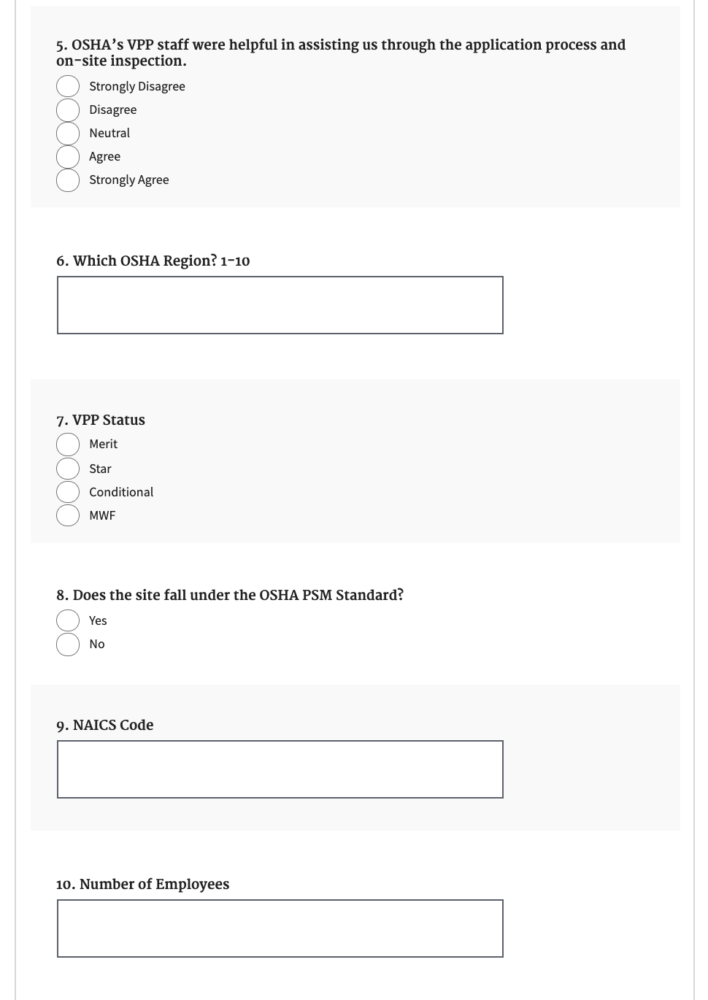 5. OSHA’s VPP staff were helpful in assisting us through the application process and
on-site inspection.
Strongly Disagree
Disagree
Neutral
Agree
Strongly Agree
6. Which OSHA Region? 1-10
7. VPP Status
Merit
Star
Conditional
MWF
8. Does the site fall under the OSHA PSM Standard?
Yes
No
9. NAICS Code
10. Number of Employees